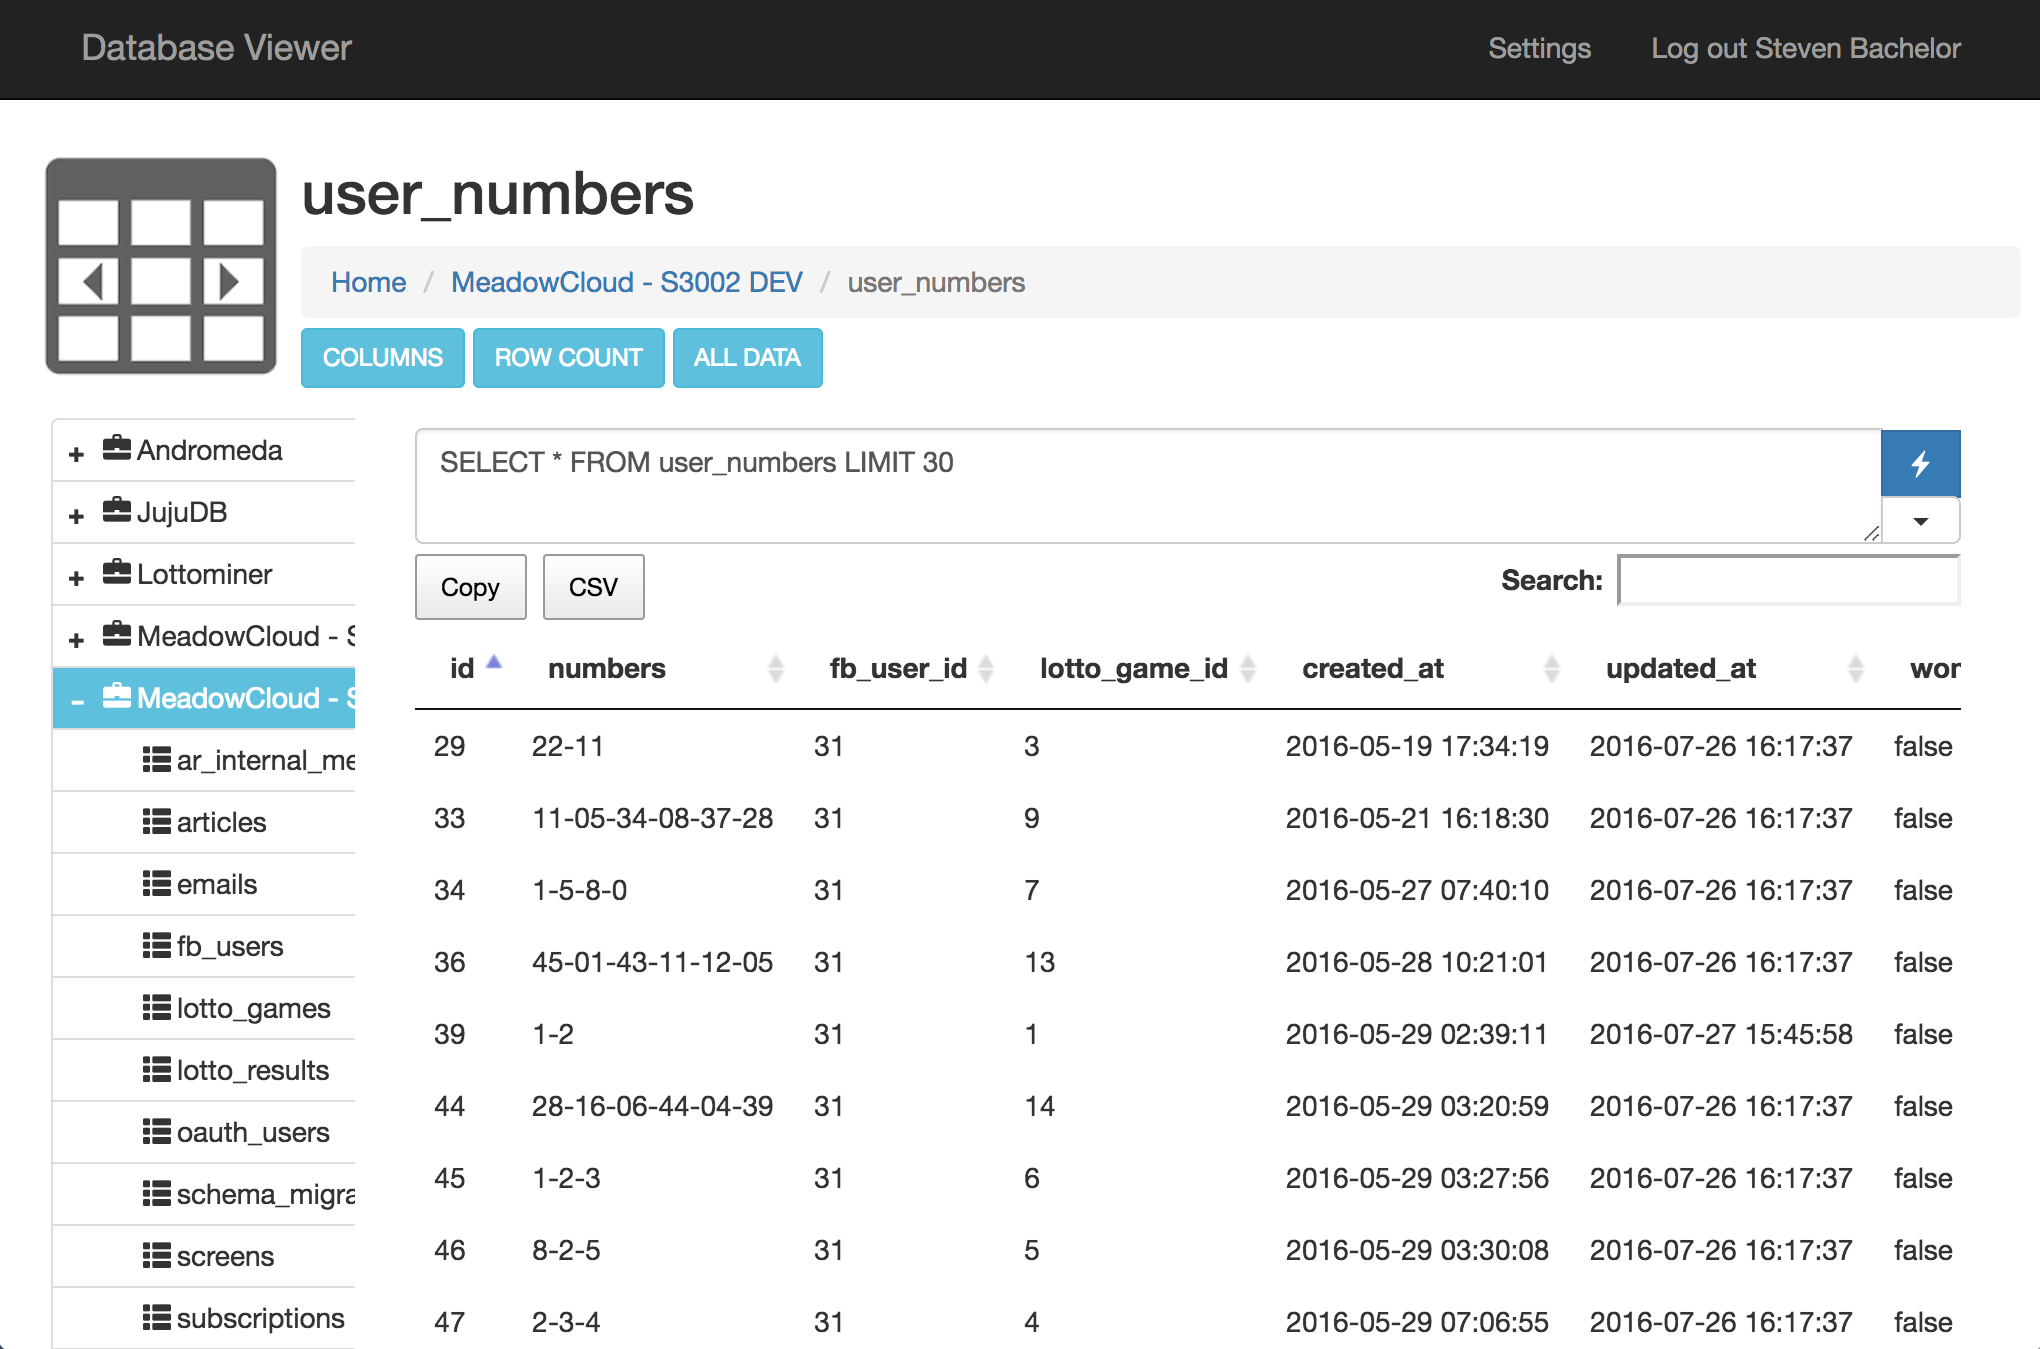 Database Viewer Settings Log out Steven Bachelor
user_numbers
Home / MeadowCloud - S3002 DEV / user_numbers
COLUMNS ROW COUNT ALL DATA
+ Andromeda
+ JujuDB
+ Lottominer
+ MeadowCloud - S
- MeadowCloud - S
ar_internal_me
articles
emails
fb_users
lotto_games
lotto_results
oauth_users
schema_migra
screens
subscriptions
SELECT * FROM user_numbers LIMIT 30
Copy CSV Search:
id numbers fb_user_id lotto_game_id created_at updated_at wor
29 22-11 31 3 2016-05-19 17:34:19 2016-07-26 16:17:37 false
33 11-05-34-08-37-28 31 9 2016-05-21 16:18:30 2016-07-26 16:17:37 false
34 1-5-8-0 31 7 2016-05-27 07:40:10 2016-07-26 16:17:37 false
36 45-01-43-11-12-05 31 13 2016-05-28 10:21:01 2016-07-26 16:17:37 false
39 1-2 31 1 2016-05-29 02:39:11 2016-07-27 15:45:58 false
44 28-16-06-44-04-39 31 14 2016-05-29 03:20:59 2016-07-26 16:17:37 false
45 1-2-3 31 6 2016-05-29 03:27:56 2016-07-26 16:17:37 false
46 8-2-5 31 5 2016-05-29 03:30:08 2016-07-26 16:17:37 false
47 2-3-4 31 4 2016-05-29 07:06:55 2016-07-26 16:17:37 false